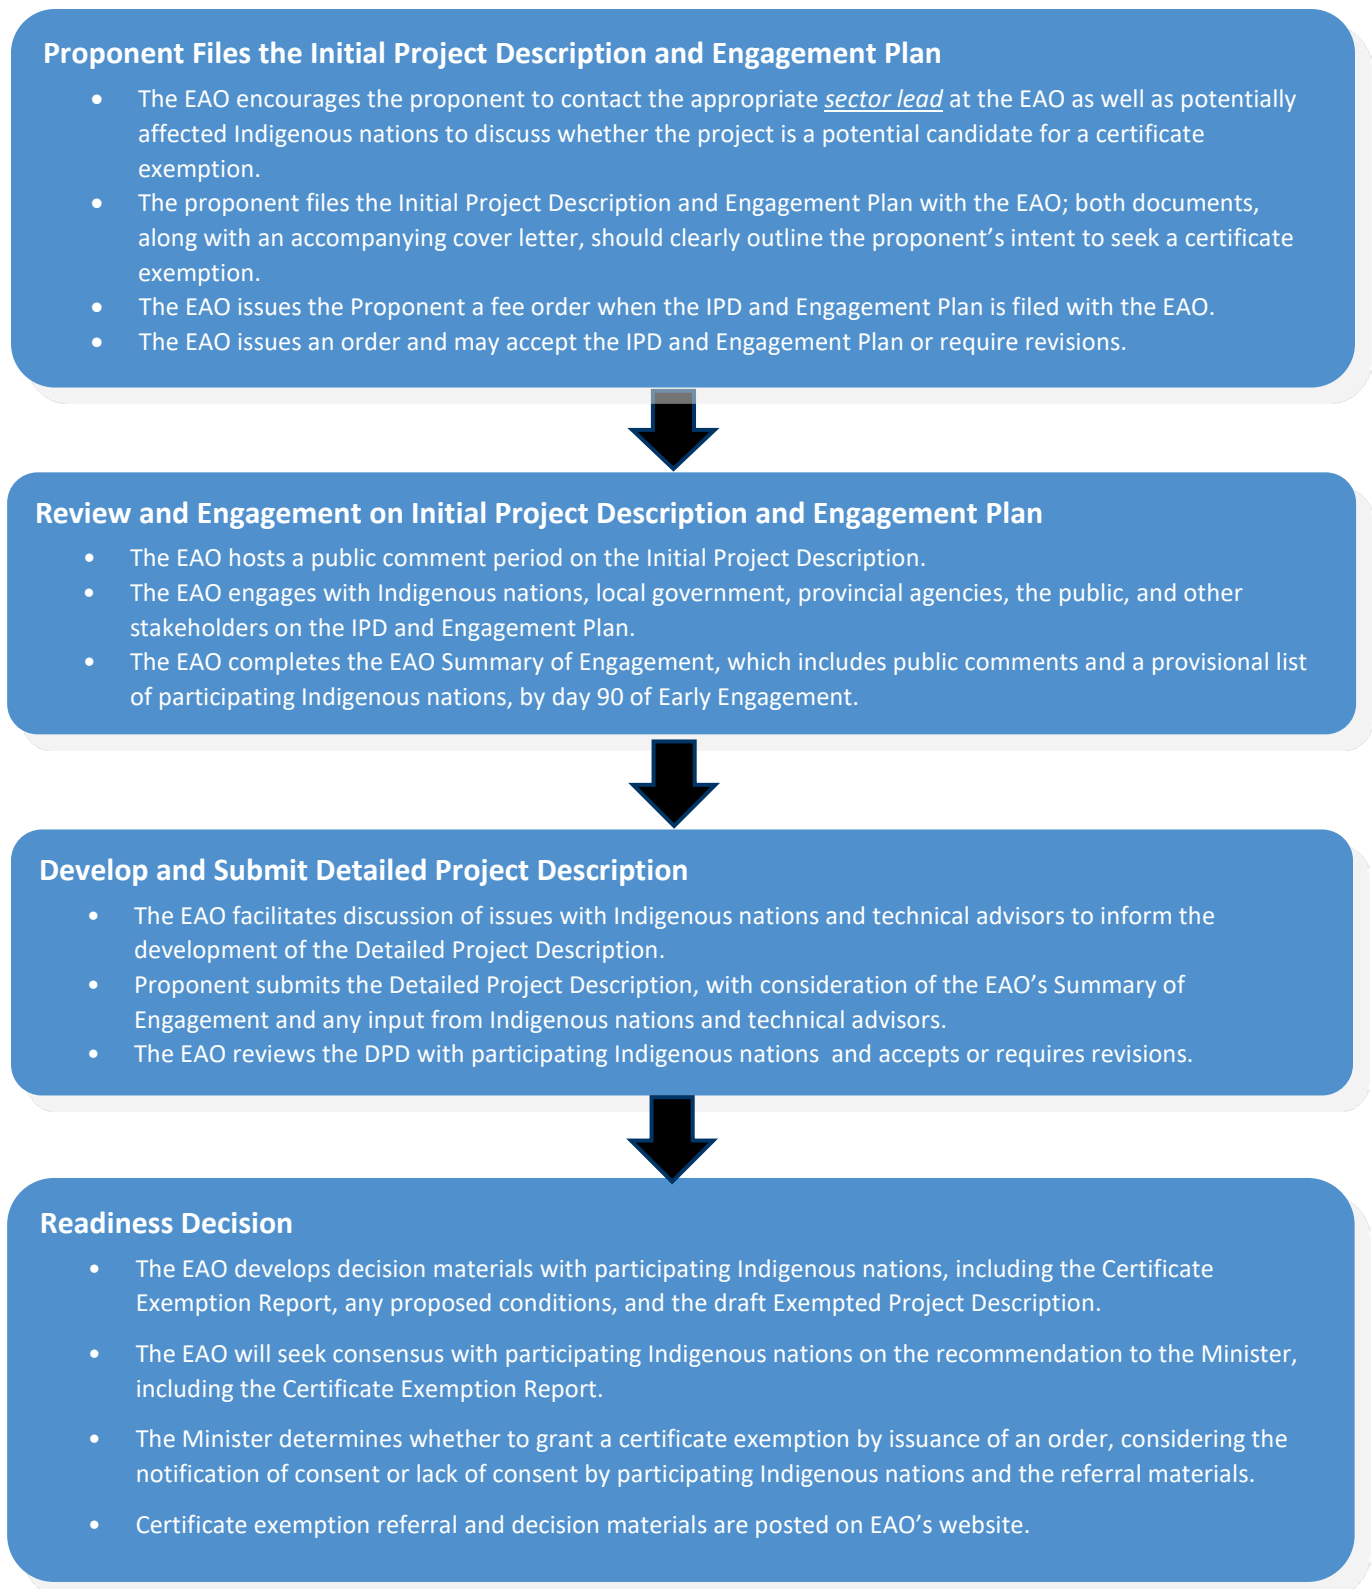 Proponent Files the Initial Project Description and Engagement Plan
• The EAO encourages the proponent to contact the appropriate sector lead at the EAO as well as potentially
affected Indigenous nations to discuss whether the project is a potential candidate for a certificate
exemption.
• The proponent files the Initial Project Description and Engagement Plan with the EAO; both documents,
along with an accompanying cover letter, should clearly outline the proponent’s intent to seek a certificate
exemption.
• The EAO issues the Proponent a fee order when the IPD and Engagement Plan is filed with the EAO.
• The EAO issues an order and may accept the IPD and Engagement Plan or require revisions.
Review and Engagement on Initial Project Description and Engagement Plan
• The EAO hosts a public comment period on the Initial Project Description.
• The EAO engages with Indigenous nations, local government, provincial agencies, the public, and other
stakeholders on the IPD and Engagement Plan.
• The EAO completes the EAO Summary of Engagement, which includes public comments and a provisional list
of participating Indigenous nations, by day 90 of Early Engagement.
Develop and Submit Detailed Project Description
• The EAO facilitates discussion of issues with Indigenous nations and technical advisors to inform the
development of the Detailed Project Description.
• Proponent submits the Detailed Project Description, with consideration of the EAO’s Summary of
Engagement and any input from Indigenous nations and technical advisors.
• The EAO reviews the DPD with participating Indigenous nations  and accepts or requires revisions.
Readiness Decision
• The EAO develops decision materials with participating Indigenous nations, including the Certificate
Exemption Report, any proposed conditions, and the draft Exempted Project Description.
• The EAO will seek consensus with participating Indigenous nations on the recommendation to the Minister,
including the Certificate Exemption Report.
• The Minister determines whether to grant a certificate exemption by issuance of an order, considering the
notification of consent or lack of consent by participating Indigenous nations and the referral materials.
• Certificate exemption referral and decision materials are posted on EAO’s website.